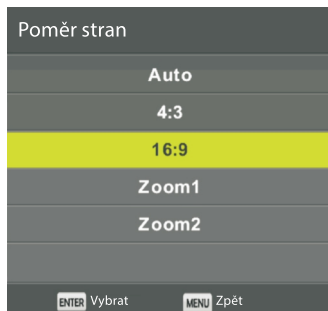 Poměr stran
Auto
4:3
16:9
Zoom1
Zoom2
ENTER Vybrat MENU Zpět